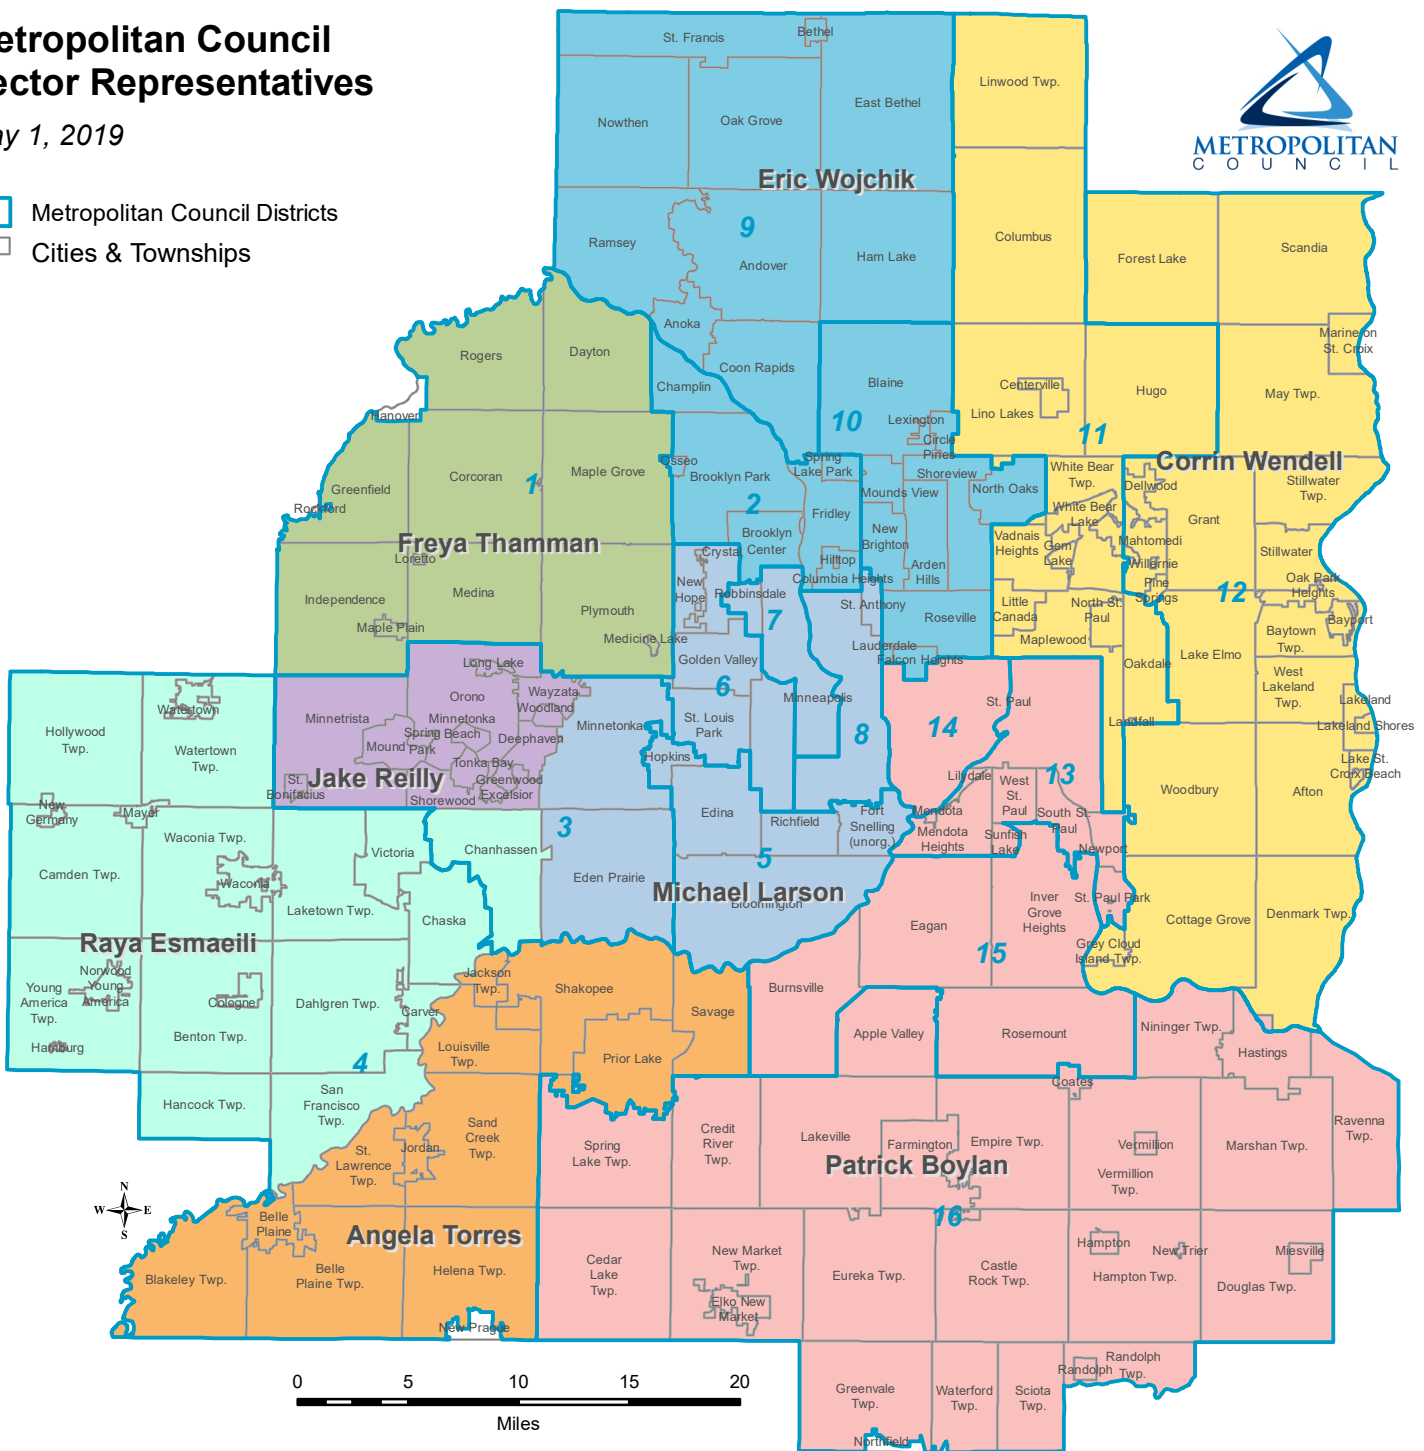 etropolitan Council
ector Representatives
ay 1, 2019
Metropolitan Council Districts
Cities & Townships
METROPOLITAN
COUNCIL
St. Francis
Bethel
Linwood Twp.
Nowthen
Oak Grove
East Bethel
Eric Wojchik
9
Ramsey
Andover
Ham Lake
Columbus
Forest Lake
Scandia
Anoka
Rogers
Dayton
Champlin
Coon Rapids
Blaine
Centerville
Lino Lakes
Hugo
May Twp.
Marine on
St. Croix
Hanover
10
Lexington
Circle
Pines
11
Corrin Wendell
Corcoran
1
Maple Grove
Osseo
Brooklyn Park
2
Spring
Lake Park
Mounds View
Shoreview
North Oaks
White Bear
Twp.
Dellwood
Stillwater
Twp.
Greenfield
Rockford
Freya Thamman
Loretto
Brooklyn
Center
Fridley
New
Brighton
Arden
Hills
Hilltop
Columbia Heights
Vadnais
Heights
White Bear
Lake
Gem
Lake
Mahtomedi
Willernie
Pine
Springs
Grant
Stillwater
Oak Park
Heights
12
Bayport
Independence
Medina
Maple Plain
Plymouth
Medicine Lake
Crystal
New
Hope
Robbinsdale
7
Golden Valley
St. Anthony
Lauderdale
Falcon Heights
Roseville
Little
Canada
Maplewood
North St.
Paul
Oakdale
Lake Elmo
Baytown
Twp.
West
Lakeland
Twp.
Lakeland
Lakeland Shores
Lake St.
Croix Beach
Long Lake
Orono
Wayzata
Woodland
Minnetrista
Minnetonka
Spring Beach
Park
Mound
Deephaven
Tonka Bay
Greenwood
Excelsior
Shorewood
St.
Bonifacius
Jake Reilly
Minnetonka
Hopkins
6
St. Louis
Park
Minneapolis
8
14
St. Paul
Landfall
Woodbury
Afton
Hollywood
Twp.
Watertown
Watertown
Twp.
New
Germany
Mayer
Waconia Twp.
Victoria
Chanhassen
3
Eden Prairie
Edina
Richfield
5
Michael Larson
Bloomington
Fort
Snelling
(unorg.)
Lilydale
Mendota
Mendota
Heights
West
St.
Paul
13
South St.
Paul
Sunfish
Lake
Newport
St. Paul Park
Camden Twp.
Waconia
Laketown Twp.
Chaska
Raya Esmaeili
Eagan
Inver
Grove
Heights
15
Grey Cloud
Island Twp.
Cottage Grove
Denmark Twp.
Norwood
Young
America
Young
America
Twp.
Hamburg
Cologne
Benton Twp.
Dahlgren Twp.
Carver
4
Jackson
Twp.
Louisville
Twp.
Shakopee
Prior Lake
Savage
Burnsville
Apple Valley
Rosemount
Nininger Twp.
Hastings
Coates
Hancock Twp.
San
Francisco
Twp.
St.
Lawrence
Twp.
Jordan
Sand
Creek
Twp.
Spring
Lake Twp.
Credit
River
Twp.
Lakeville
Farmington
Empire Twp.
Vermillion
Vermillion
Twp.
Marshan Twp.
Ravenna
Twp.
Patrick Boylan
16
N
W E
S
Belle
Plaine
Blakeley Twp.
Belle
Plaine Twp.
Angela Torres
Helena Twp.
New Prague
Cedar
Lake
Twp.
New Market
Twp.
Elko New
Market
Eureka Twp.
Castle
Rock Twp.
Hampton
New Trier
Hampton Twp.
Miesville
Douglas Twp.
Greenvale
Twp.
Waterford
Twp.
Sciota
Twp.
Randolph
Randolph
Twp.
Northfield
0 5 10 15 20
Miles